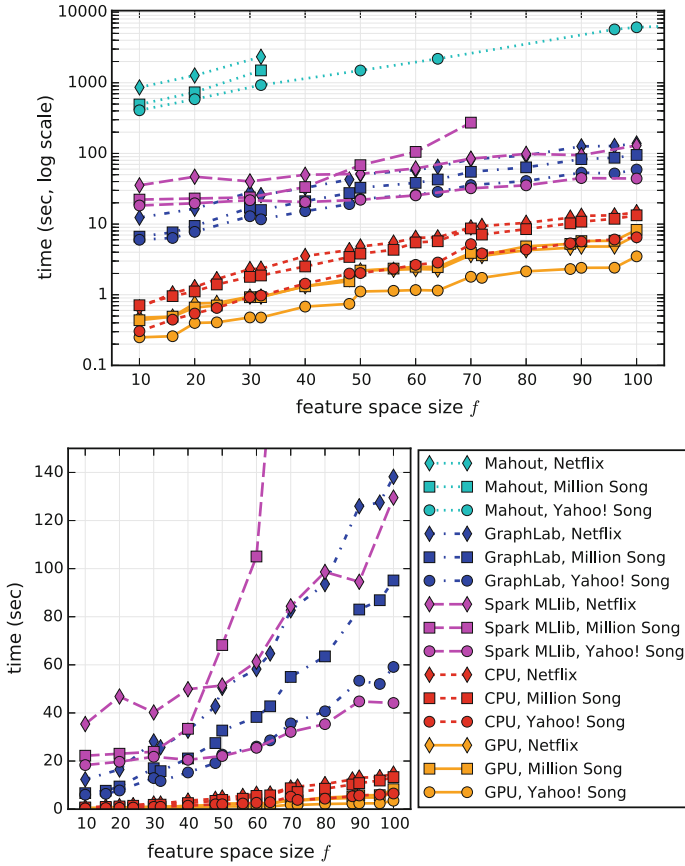 10000
1000
100
10
1
0.1
time (sec, log scale)
10 20 30 40 50 60 70 80 90 100
feature space size f
140
120
100
80
60
40
20
0
time (sec)
10 20 30 40 50 60 70 80 90 100
feature space size f
Mahout, Netflix
Mahout, Million Song
Mahout, Yahoo! Song
GraphLab, Netflix
GraphLab, Million Song
GraphLab, Yahoo! Song
Spark MLlib, Netflix
Spark MLlib, Million Song
Spark MLlib, Yahoo! Song
CPU, Netflix
CPU, Million Song
CPU, Yahoo! Song
GPU, Netflix
GPU, Million Song
GPU, Yahoo! Song